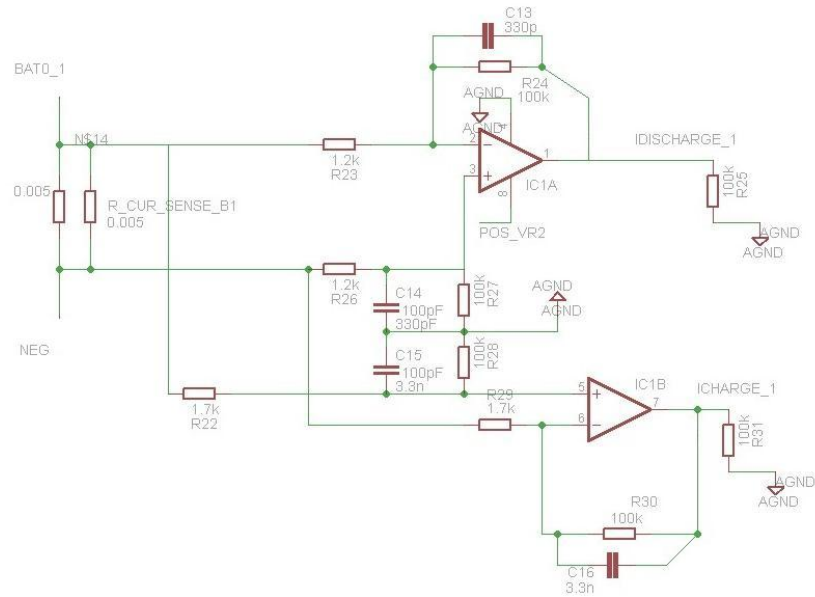 C13
330p
BAT0_1
R24
100k
AGND
AGND
N$14
2
4
1
IDISCHARGE_1
1.2k
R23
3
8
IC1A
100k
R25
0.005
R_CUR_SENSE_B1
0.005
POS_VR2
AGND
AGND
1.2k
R26
C14
100pF
330pF
100k
R27
AGND
AGND
NEG
C15
100pF
3.3n
100k
R28
R29
1.7k
5
IC1B
7
ICHARGE_1
1.7k
R22
6
100k
R31
AGND
AGND
R30
100k
C16
3.3n